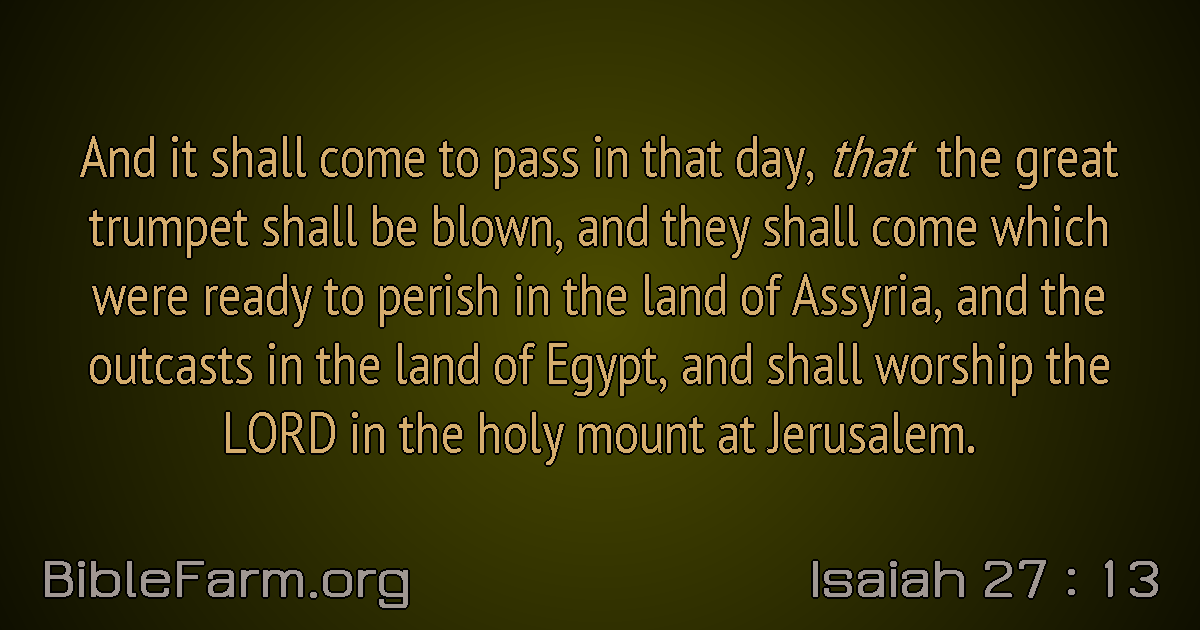 And it shall come to pass in that day, that the great
trumpet shall be blown, and they shall come which
were ready to perish in the land of Assyria, and the
outcasts in the land of Egypt, and shall worship the
LORD in the holy mount at Jerusalem.
BibleFarm.org
Isaiah 27 : 13